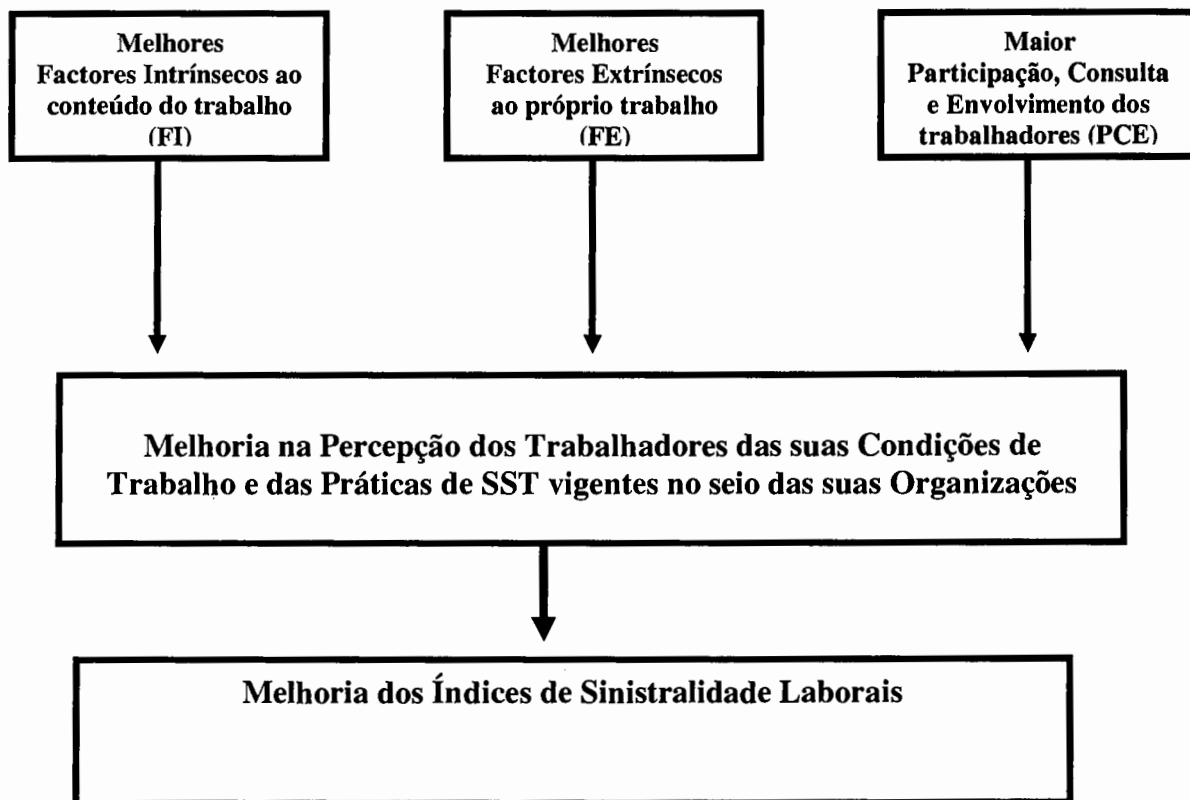 Melhores
Factores Intrínsecos ao
conteúdo do trabalho
(FI)
Melhores
Factores Extrínsecos
ao próprio trabalho
(FE)
Maior
Participação, Consulta
e Envolvimento dos
trabalhadores (PCE)
Melhoria na Percepção dos Trabalhadores das suas Condições de
Trabalho e das Práticas de SST vigentes no seio das suas Organizações
Melhoria dos Índices de Sinistralidade Laborais